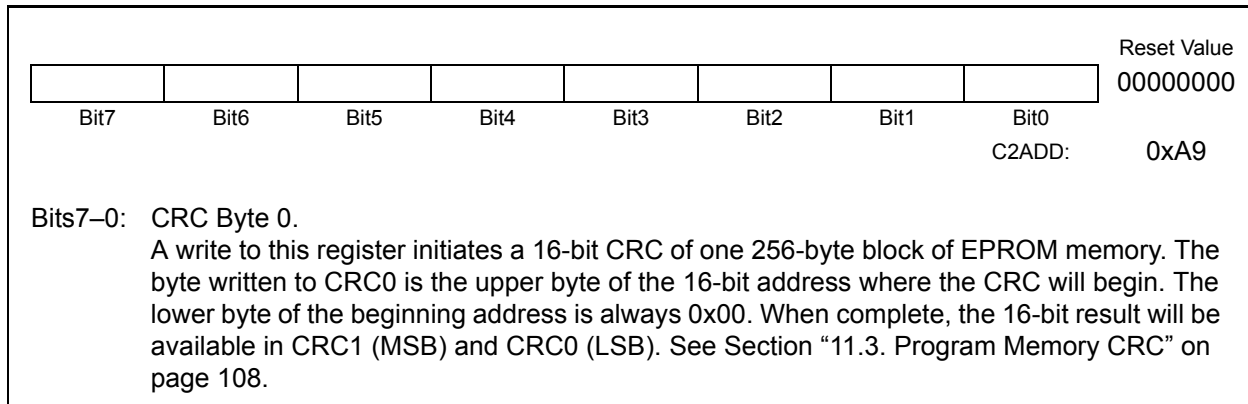 Reset Value
00000000
Bit7 Bit6 Bit5 Bit4 Bit3 Bit2 Bit1 Bit0
C2ADD: 0xA9
Bits7–0: CRC Byte 0.
A write to this register initiates a 16-bit CRC of one 256-byte block of EPROM memory. The
byte written to CRC0 is the upper byte of the 16-bit address where the CRC will begin. The
lower byte of the beginning address is always 0x00. When complete, the 16-bit result will be
available in CRC1 (MSB) and CRC0 (LSB). See Section “11.3. Program Memory CRC” on
page 108.